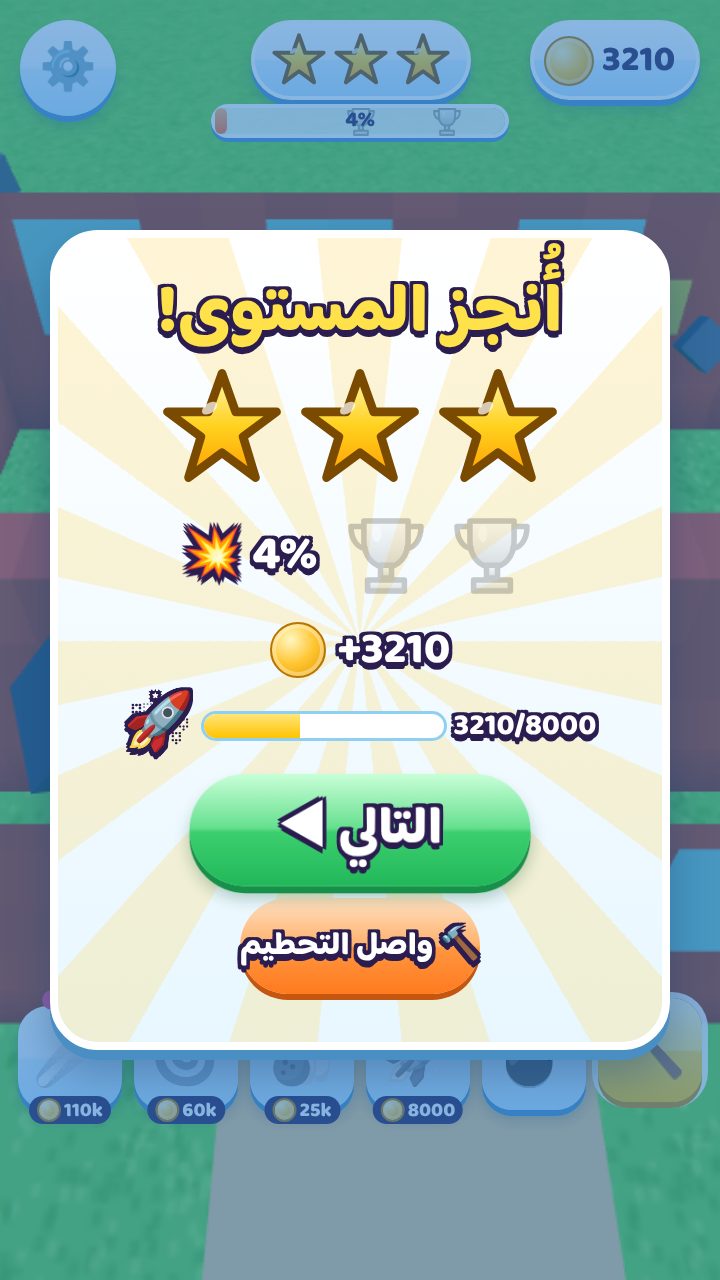 3210
4%
أُنجز المستوى!
4%
+3210
3210/8000
التالي
واصل التحطيم
110k
60k
25k
8000